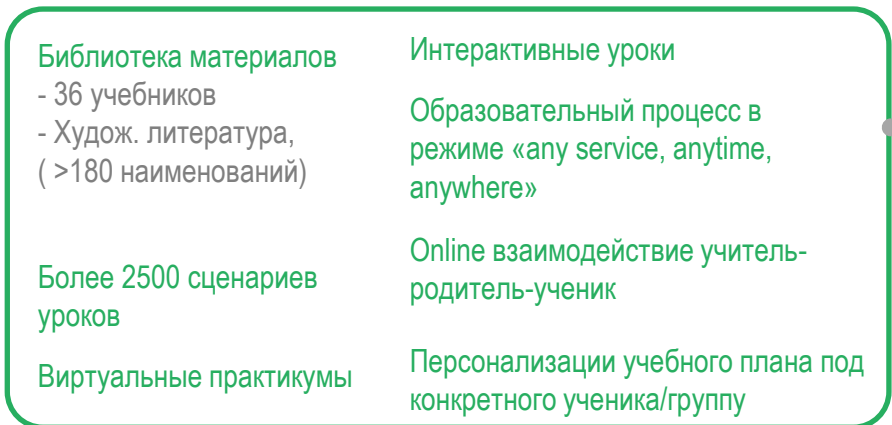 Библиотека материалов
- 36 учебников
- Худож. литература,
( >180 наименований)
Более 2500 сценариев
уроков
Виртуальные практикумы
Интерактивные уроки
Образовательный процесс в
режиме «any service, anytime,
anywhere»
Online взаимодействие учитель-
родитель-ученик
Персонализации учебного плана под
конкретного ученика/группу